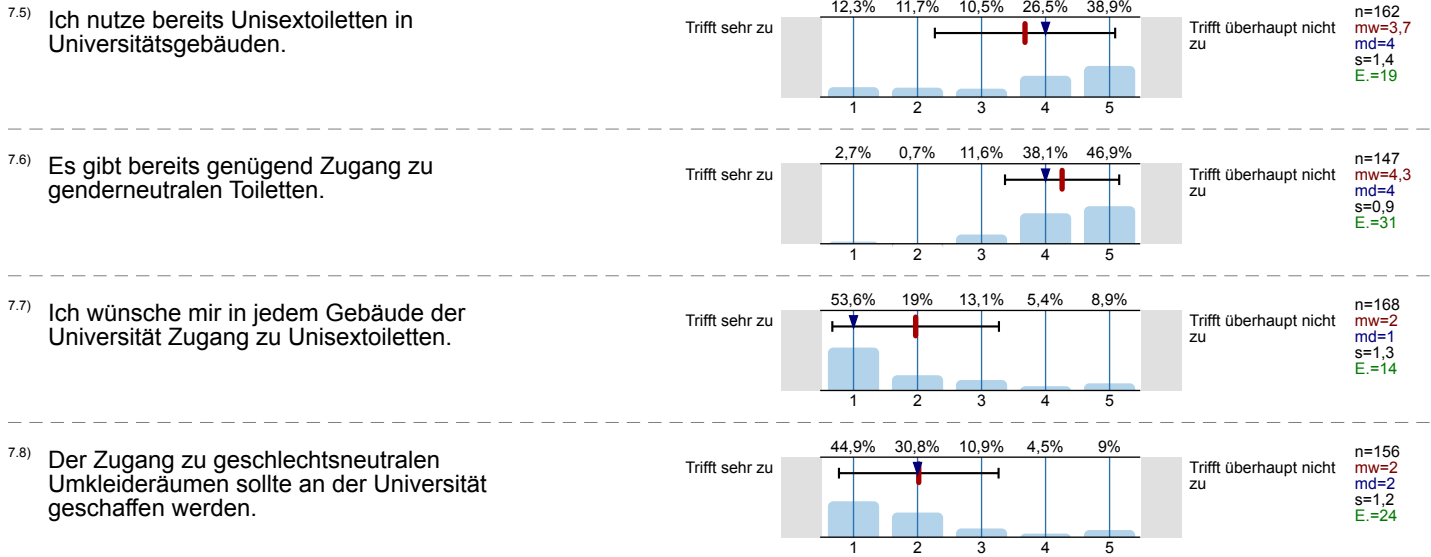 7.5) Ich nutze bereits Unisextoiletten in
Universitätsgebäuden.
Trifft sehr zu
12,3% 11,7% 10,5% 26,5% 38,9%
1 2 3 4 5
Trifft überhaupt nicht
zu
n=162
mw=3,7
md=4
s=1,4
E.=19
7.6) Es gibt bereits genügend Zugang zu
genderneutralen Toiletten.
Trifft sehr zu
2,7% 0,7% 11,6% 38,1% 46,9%
1 2 3 4 5
Trifft überhaupt nicht
zu
n=147
mw=4,3
md=4
s=0,9
E.=31
7.7) Ich wünsche mir in jedem Gebäude der
Universität Zugang zu Unisextoiletten.
Trifft sehr zu
53,6% 19% 13,1% 5,4% 8,9%
1 2 3 4 5
Trifft überhaupt nicht
zu
n=168
mw=2
md=1
s=1,3
E.=14
7.8) Der Zugang zu geschlechtsneutralen
Umkleideräumen sollte an der Universität
geschaffen werden.
Trifft sehr zu
44,9% 30,8% 10,9% 4,5% 9%
1 2 3 4 5
Trifft überhaupt nicht
zu
n=156
mw=2
md=2
s=1,2
E.=24